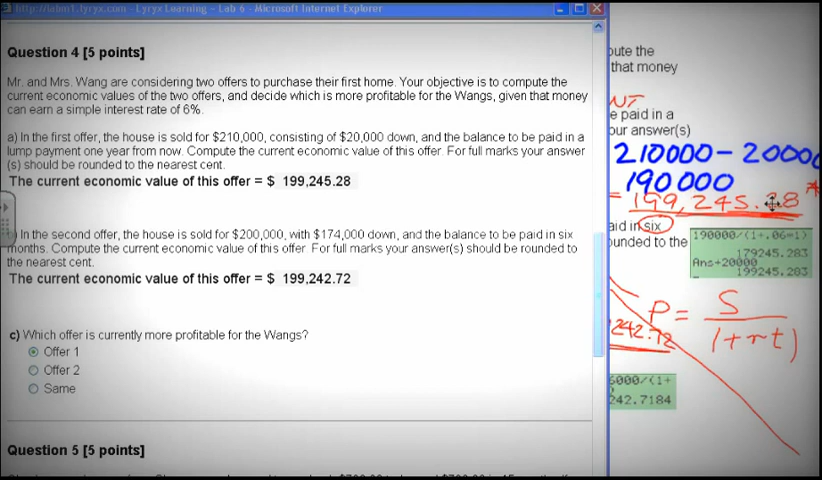 http://labm1.lyryx.com - Lyryx Learning - Lab 6 - Microsoft Internet Explorer
Question 4 [5 points]
Mr. and Mrs. Wang are considering two offers to purchase their first home. Your objective is to compute the
current economic values of the two offers, and decide which is more profitable for the Wangs, given that money
can earn a simple interest rate of 6%.
a) In the first offer, the house is sold for $210,000, consisting of $20,000 down, and the balance to be paid in a
lump payment one year from now. Compute the current economic value of this offer. For full marks your answer
(s) should be rounded to the nearest cent.
The current economic value of this offer = $ 199,245.28
b) In the second offer, the house is sold for $200,000, with $174,000 down, and the balance to be paid in six
months. Compute the current economic value of this offer. For full marks your answer(s) should be rounded to
the nearest cent.
The current economic value of this offer = $ 199,242.72
c) Which offer is currently more profitable for the Wangs?
Offer 1
Offer 2
Same
Question 5 [5 points]
pute the
that money
NT
e paid in a
our answer(s)
210000 - 20000
190000
= 199,245.28 *
aid in six
ounded to the
190000/(1+.06*1)
179245.283
Ans+20000
199245.283
P = S
1+rt)
242.72
6000/(1+
242.7184